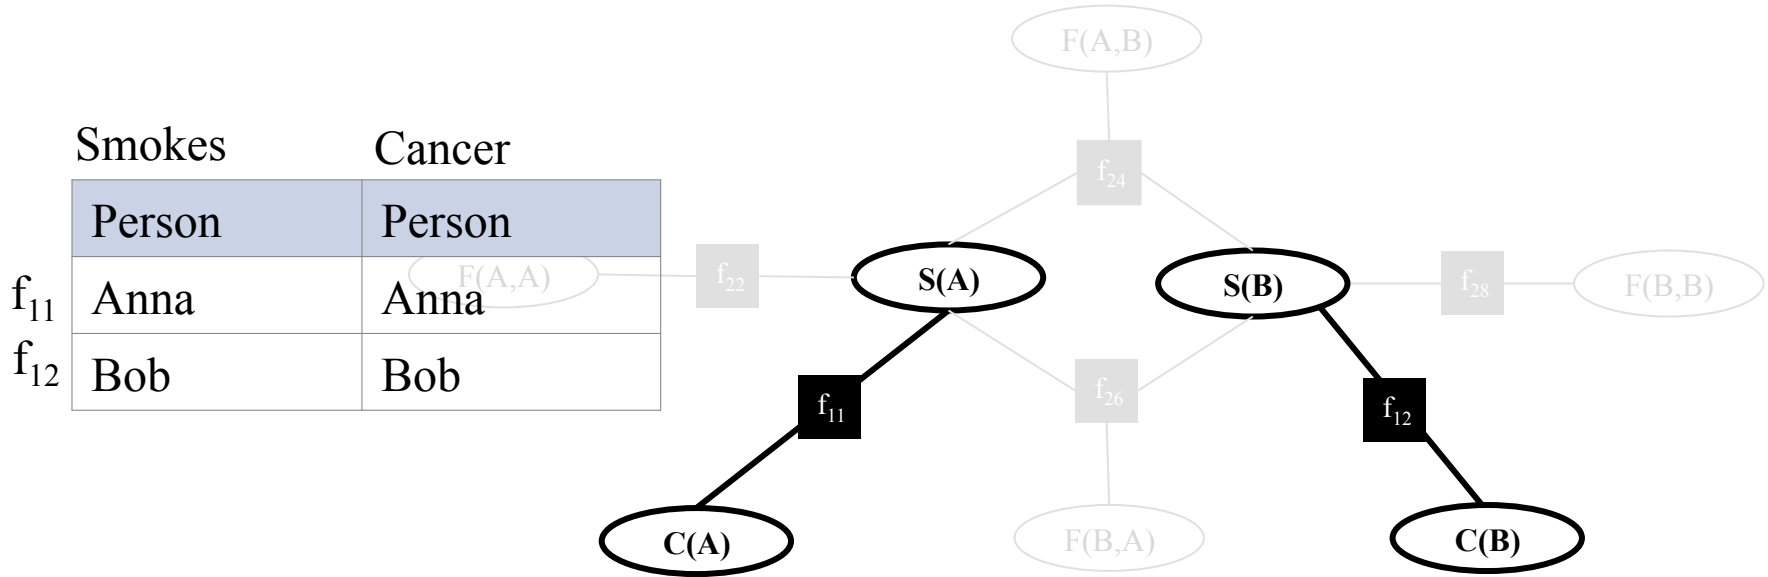 F(A,B)
Smokes Cancer
f₂₄
Person Person
F(A,A) f₂₂ S(A) S(B) f₂₈ F(B,B)
f₁₁ Anna Anna
f₁₂ Bob Bob
f₂₆
f₁₁ f₁₂
C(A) F(B,A) C(B)